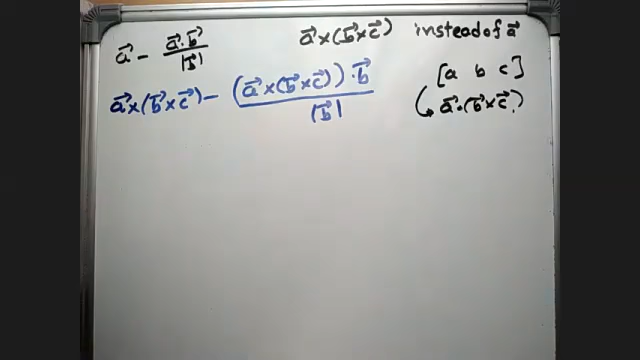 a⃗ - (a⃗·b⃗)/|b⃗|
a⃗×(b⃗×c⃗) instead of a⃗
[a b c]
a⃗×(b⃗×c⃗) - ((a⃗×(b⃗×c⃗))·b⃗)/|b⃗|
↳ a⃗·(b⃗×c⃗)